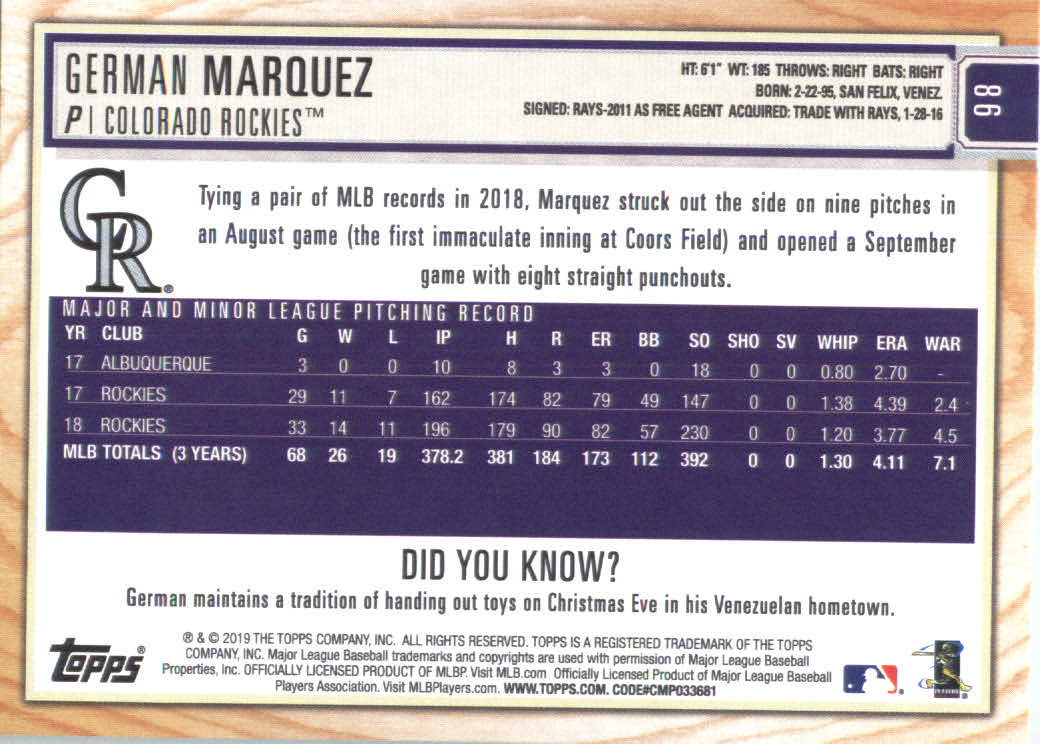 GERMAN MARQUEZ
P | COLORADO ROCKIES™
HT: 6'1" WT: 185 THROWS: RIGHT BATS: RIGHT
BORN: 2-22-95, SAN FELIX, VENEZ.
SIGNED: RAYS-2011 AS FREE AGENT ACQUIRED: TRADE WITH RAYS, 1-28-16
86
CR®
Tying a pair of MLB records in 2018, Marquez struck out the side on nine pitches in
an August game (the first immaculate inning at Coors Field) and opened a September
game with eight straight punchouts.
MAJOR AND MINOR LEAGUE PITCHING RECORD
YR CLUB G W L IP H R ER BB SO SHO SV WHIP ERA WAR
17 ALBUQUERQUE 3 0 0 10 8 3 3 0 18 0 0 0.80 2.70 -
17 ROCKIES 29 11 7 162 174 82 79 49 147 0 0 1.38 4.39 2.4
18 ROCKIES 33 14 11 196 179 90 82 57 230 0 0 1.20 3.77 4.5
MLB TOTALS (3 YEARS) 68 26 19 378.2 381 184 173 112 392 0 0 1.30 4.11 7.1
DID YOU KNOW?
German maintains a tradition of handing out toys on Christmas Eve in his Venezuelan hometown.
topps®
® & © 2019 THE TOPPS COMPANY, INC. ALL RIGHTS RESERVED. TOPPS IS A REGISTERED TRADEMARK OF THE TOPPS
COMPANY, INC. Major League Baseball trademarks and copyrights are used with permission of Major League Baseball
Properties, Inc. OFFICIALLY LICENSED PRODUCT OF MLBP. Visit MLB.com Officially Licensed Product of Major League Baseball
Players Association. Visit MLBPlayers.com. WWW.TOPPS.COM. CODE#CMP033681
PLAYERS